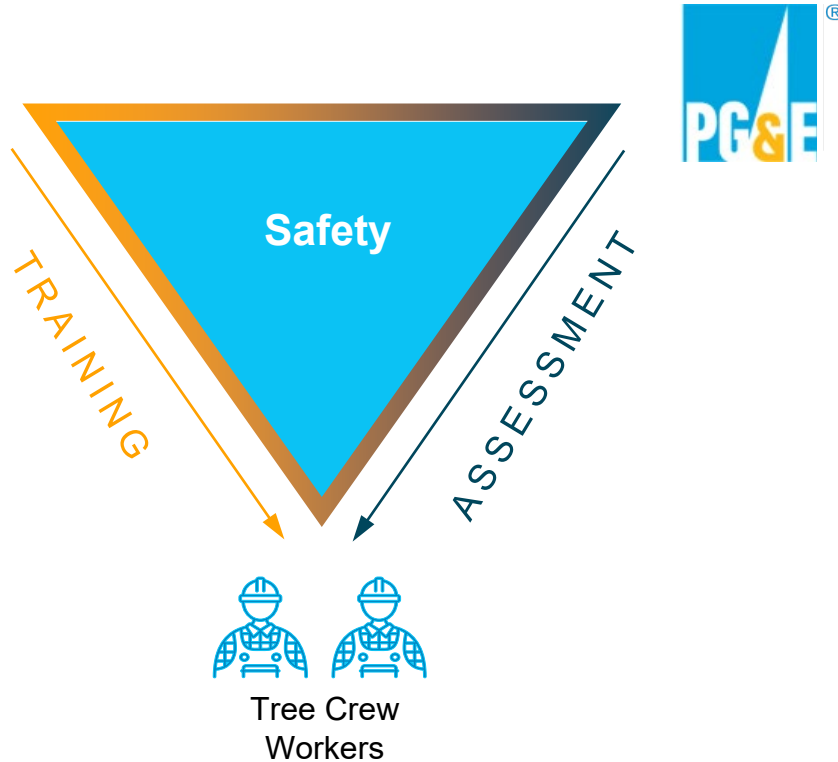 PG&E®
Safety
TRAINING
ASSESSMENT
Tree Crew
Workers